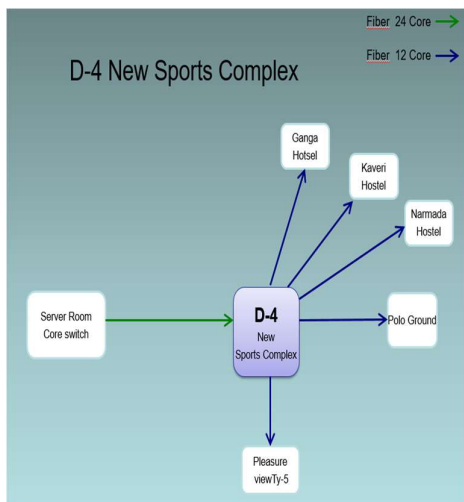 Fiber 24 Core
Fiber 12 Core
D-4 New Sports Complex
Ganga
Hotsel
Kaveri
Hostel
Narmada
Hostel
Server Room
Core switch
D-4
New
Sports Complex
Polo Ground
Pleasure
viewTy-5